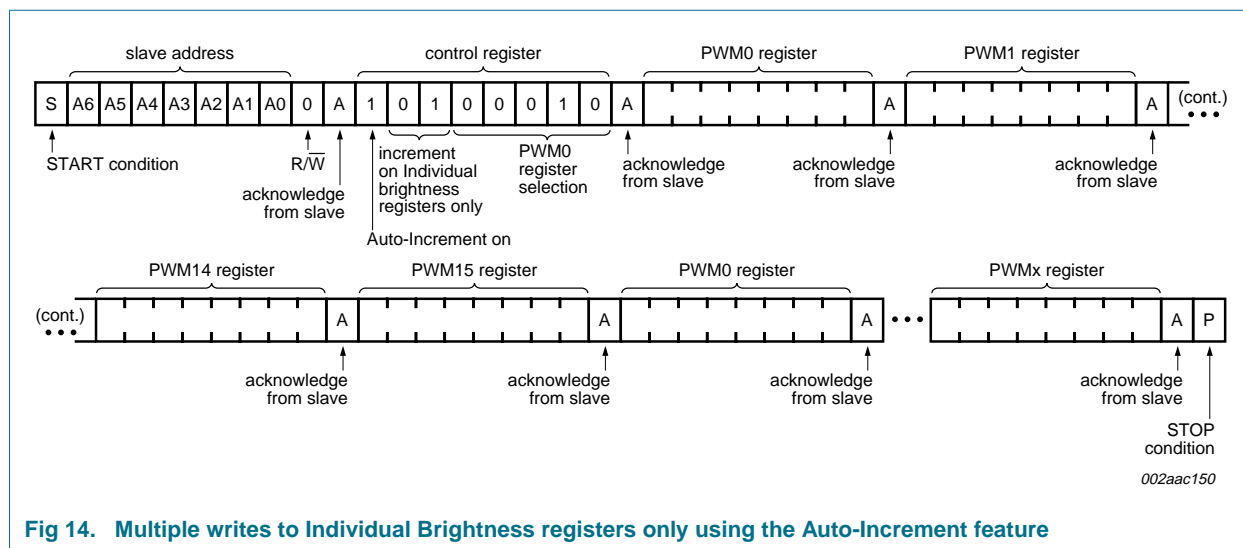 slave address control register PWM0 register PWM1 register
S A6 A5 A4 A3 A2 A1 A0 0 A 1 0 1 0 0 0 1 0 A A A (cont.)
START condition
R/W̅
acknowledge
from slave
increment
on Individual
brightness
registers only
Auto-Increment on
PWM0
register
selection
acknowledge
from slave
acknowledge
from slave
acknowledge
from slave
PWM14 register PWM15 register PWM0 register PWMx register
(cont.) A A A A P
acknowledge
from slave
acknowledge
from slave
acknowledge
from slave
acknowledge
from slave
STOP
condition
002aac150
Fig 14. Multiple writes to Individual Brightness registers only using the Auto-Increment feature